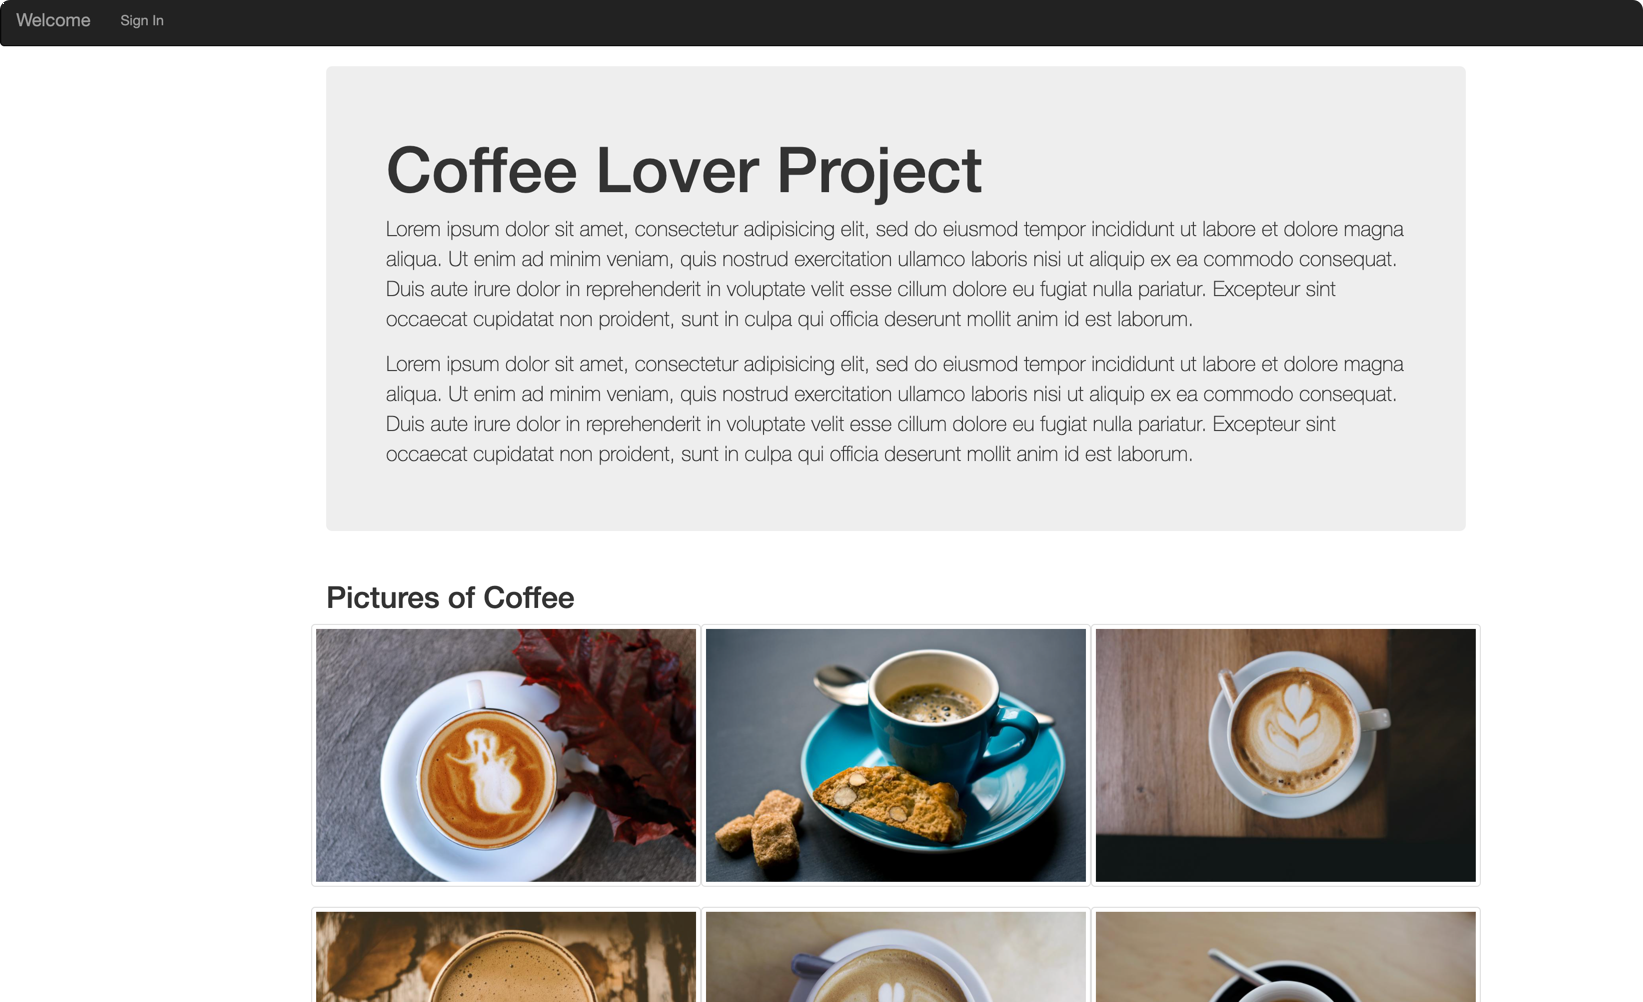 Welcome Sign In
Coffee Lover Project
Lorem ipsum dolor sit amet, consectetur adipisicing elit, sed do eiusmod tempor incididunt ut labore et dolore magna
aliqua. Ut enim ad minim veniam, quis nostrud exercitation ullamco laboris nisi ut aliquip ex ea commodo consequat.
Duis aute irure dolor in reprehenderit in voluptate velit esse cillum dolore eu fugiat nulla pariatur. Excepteur sint
occaecat cupidatat non proident, sunt in culpa qui officia deserunt mollit anim id est laborum.
Lorem ipsum dolor sit amet, consectetur adipisicing elit, sed do eiusmod tempor incididunt ut labore et dolore magna
aliqua. Ut enim ad minim veniam, quis nostrud exercitation ullamco laboris nisi ut aliquip ex ea commodo consequat.
Duis aute irure dolor in reprehenderit in voluptate velit esse cillum dolore eu fugiat nulla pariatur. Excepteur sint
occaecat cupidatat non proident, sunt in culpa qui officia deserunt mollit anim id est laborum.
Pictures of Coffee